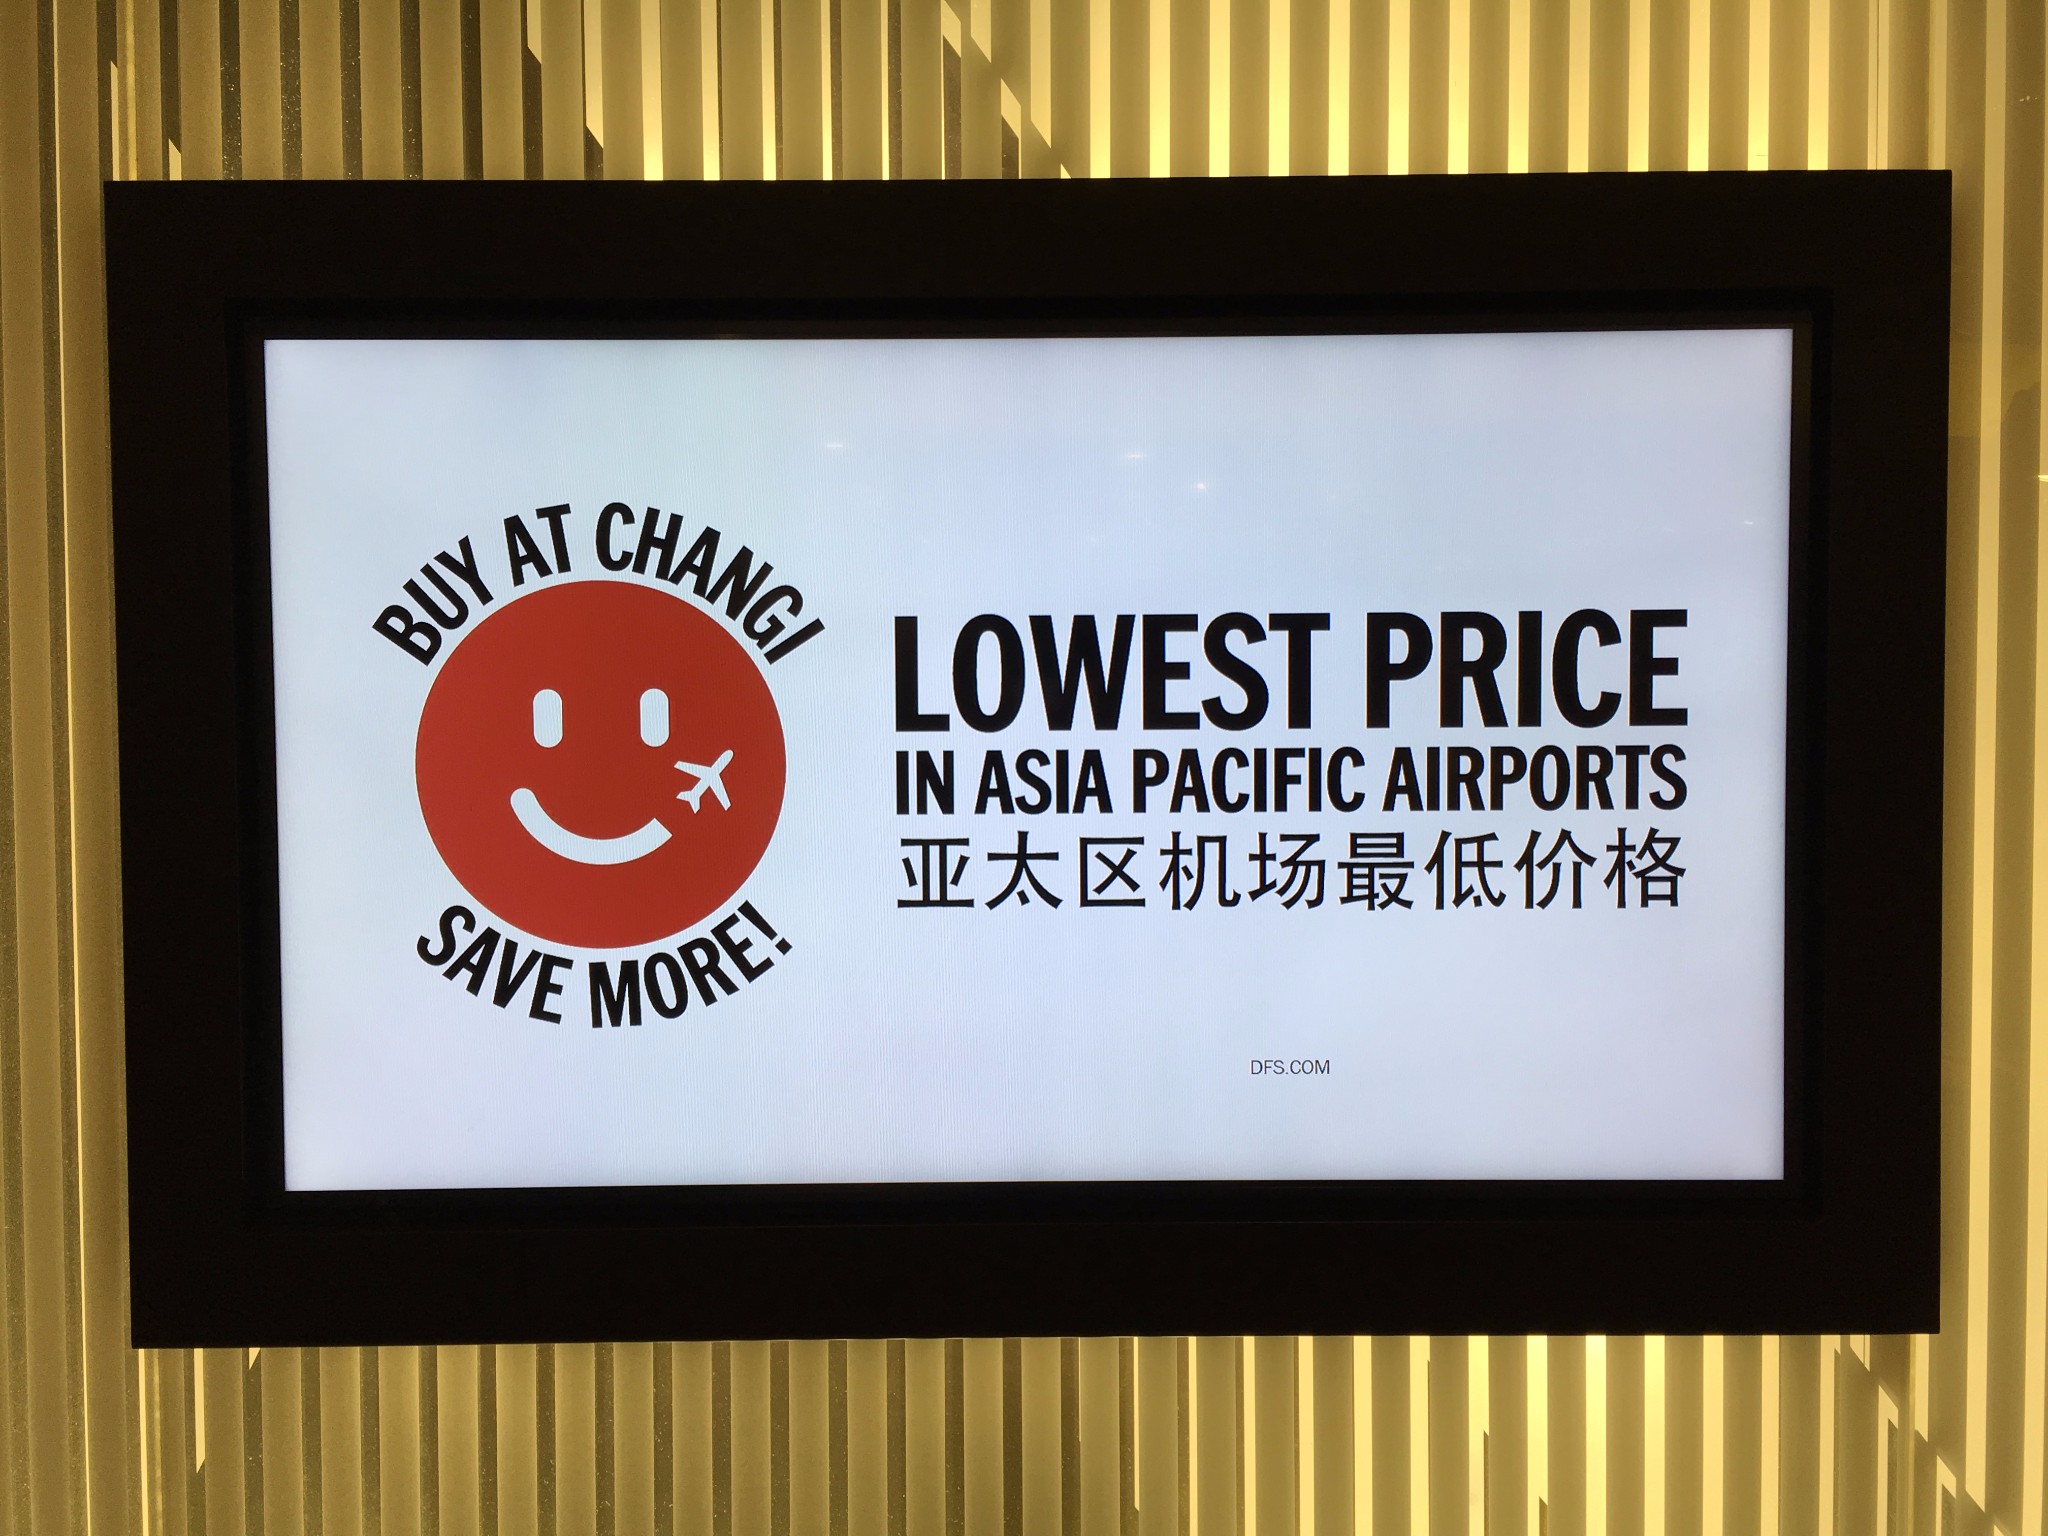 BUY AT CHANGI
SAVE MORE!
LOWEST PRICE
IN ASIA PACIFIC AIRPORTS
亚太区机场最低价格
DFS.COM